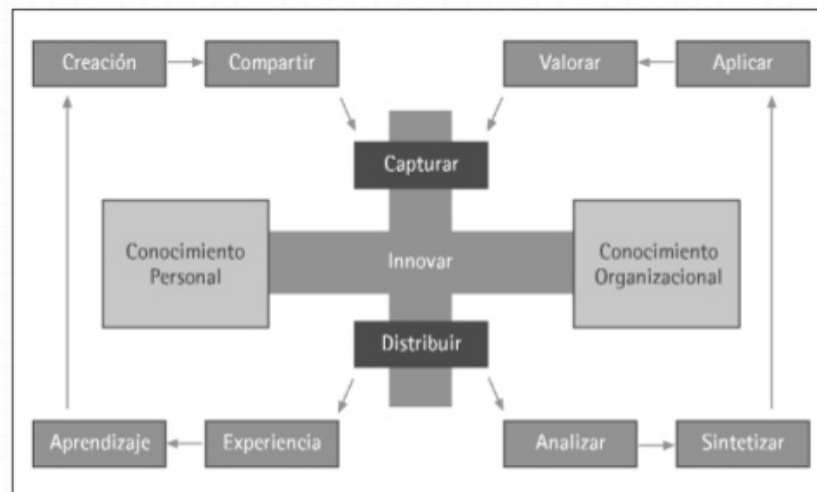 Creación
Compartir
Valorar
Aplicar
Capturar
Conocimiento
Personal
Innovar
Conocimiento
Organizacional
Distribuir
Aprendizaje
Experiencia
Analizar
Sintetizar